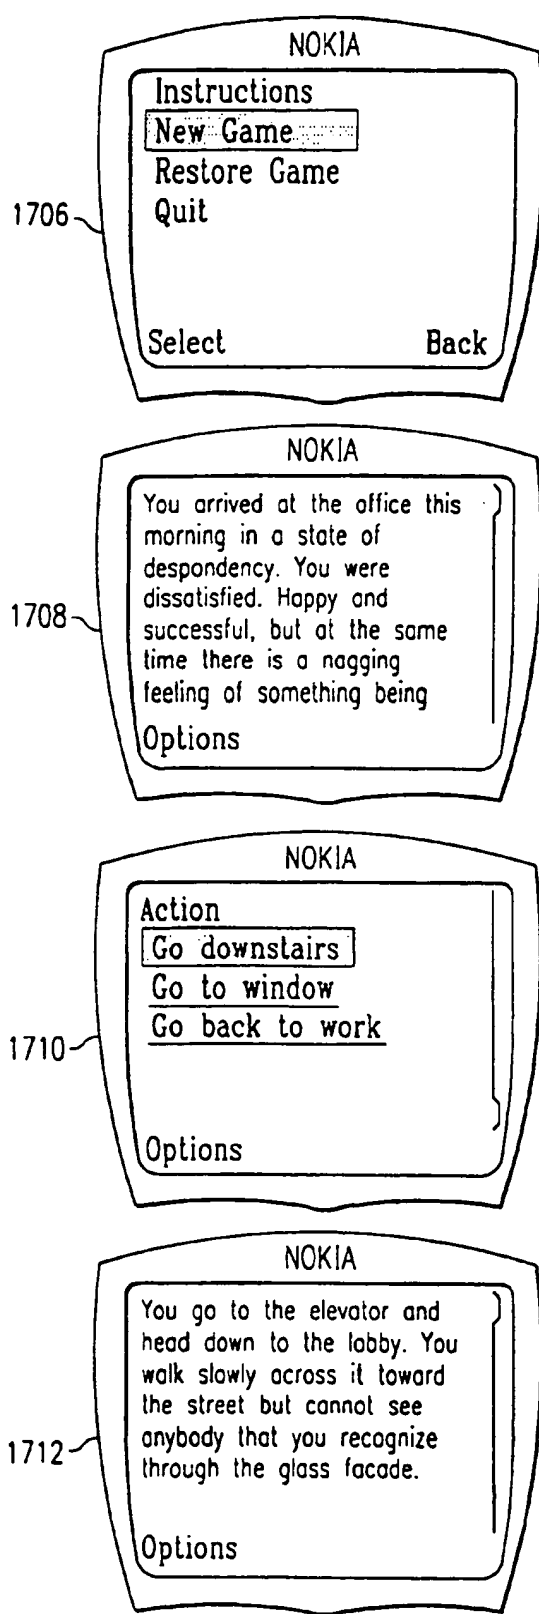 NOKIA
Instructions
New Game
Restore Game
Quit
1706
Select Back
NOKIA
You arrived at the office this
morning in a state of
despondency. You were
dissatisfied. Happy and
1708
successful, but at the same
time there is a nagging
feeling of something being
Options
NOKIA
Action
Go downstairs
Go to window
Go back to work
1710
Options
NOKIA
You go to the elevator and
head down to the lobby. You
walk slowly across it toward
the street but cannot see
anybody that you recognize
1712
through the glass facade.
Options